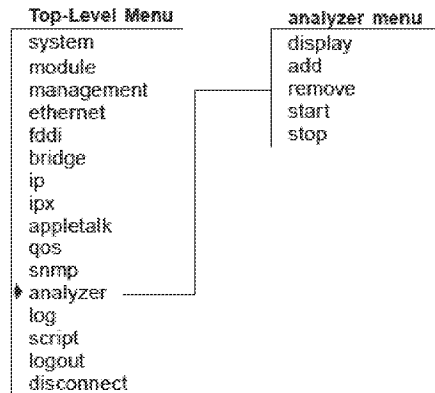 Top-Level Menu
system
module
management
ethernet
fddi
bridge
ip
ipx
appletalk
qos
snmp
analyzer
log
script
logout
disconnect
analyzer menu
display
add
remove
start
stop